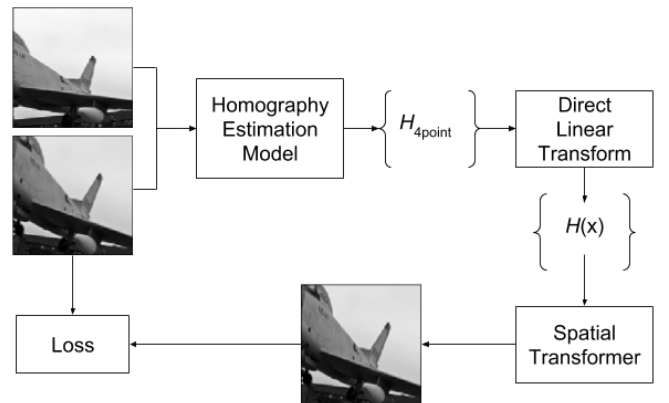 Homography
Estimation
Model
{ H4point }
Direct
Linear
Transform
{ H(x) }
Spatial
Transformer
Loss